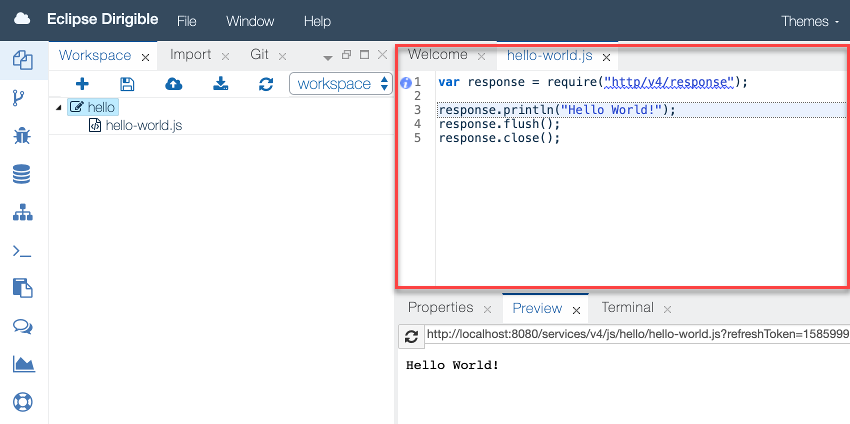 Eclipse Dirigible File Window Help Themes
Workspace Import Git
workspace
hello
hello-world.js
Welcome hello-world.js
1 var response = require("http/v4/response");
2
3 response.println("Hello World!");
4 response.flush();
5 response.close();
Properties Preview Terminal
http://localhost:8080/services/v4/js/hello/hello-world.js?refreshToken=1585999
Hello World!